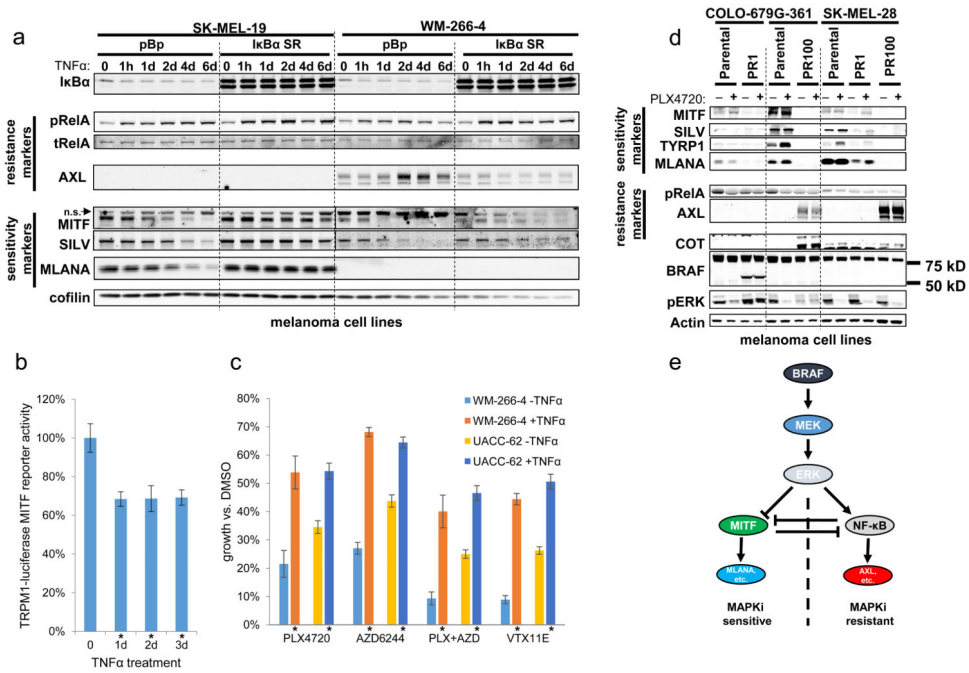 a
SK-MEL-19
WM-266-4
pBp
IκBα SR
pBp
IκBα SR
TNFα: 0 1h 1d 2d 4d 6d 0 1h 1d 2d 4d 6d 0 1h 1d 2d 4d 6d 0 1h 1d 2d 4d 6d
IκBα
resistance
markers
pRelA
tRelA
AXL
sensitivity
markers
n.s.
MITF
SILV
MLANA
cofilin
melanoma cell lines
d
COLO-679
G-361
SK-MEL-28
Parental
PR1
Parental
PR100
Parental
PR1
PR100
PLX4720: – + – + – + – + – + – + – +
sensitivity
markers
MITF
SILV
TYRP1
MLANA
resistance
markers
pRelA
AXL
COT
BRAF
75 kD
50 kD
pERK
Actin
melanoma cell lines
b
TRPM1-luciferase MITF reporter activity
120%
100%
80%
60%
40%
20%
0%
0 1d 2d 3d
* * *
TNFα treatment
c
growth vs. DMSO
80%
70%
60%
50%
40%
30%
20%
10%
0%
WM-266-4 -TNFα
WM-266-4 +TNFα
UACC-62 -TNFα
UACC-62 +TNFα
* * * * * * * *
PLX4720 AZD6244 PLX+AZD VTX11E
e
BRAF
MEK
ERK
MITF
NF-κB
MLANA,
etc.
AXL,
etc.
MAPKi
sensitive
MAPKi
resistant